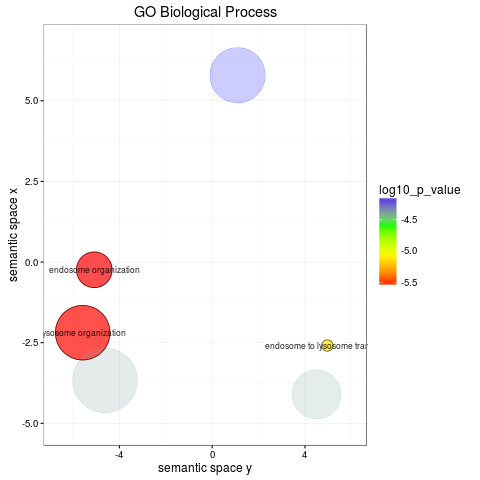 GO Biological Process
5.0
2.5
0.0
-2.5
-5.0
semantic space x
endosome organization
ysosome organization
endosome to lysosome tran
-4
0
4
semantic space y
log10_p_value
-4.5
-5.0
-5.5